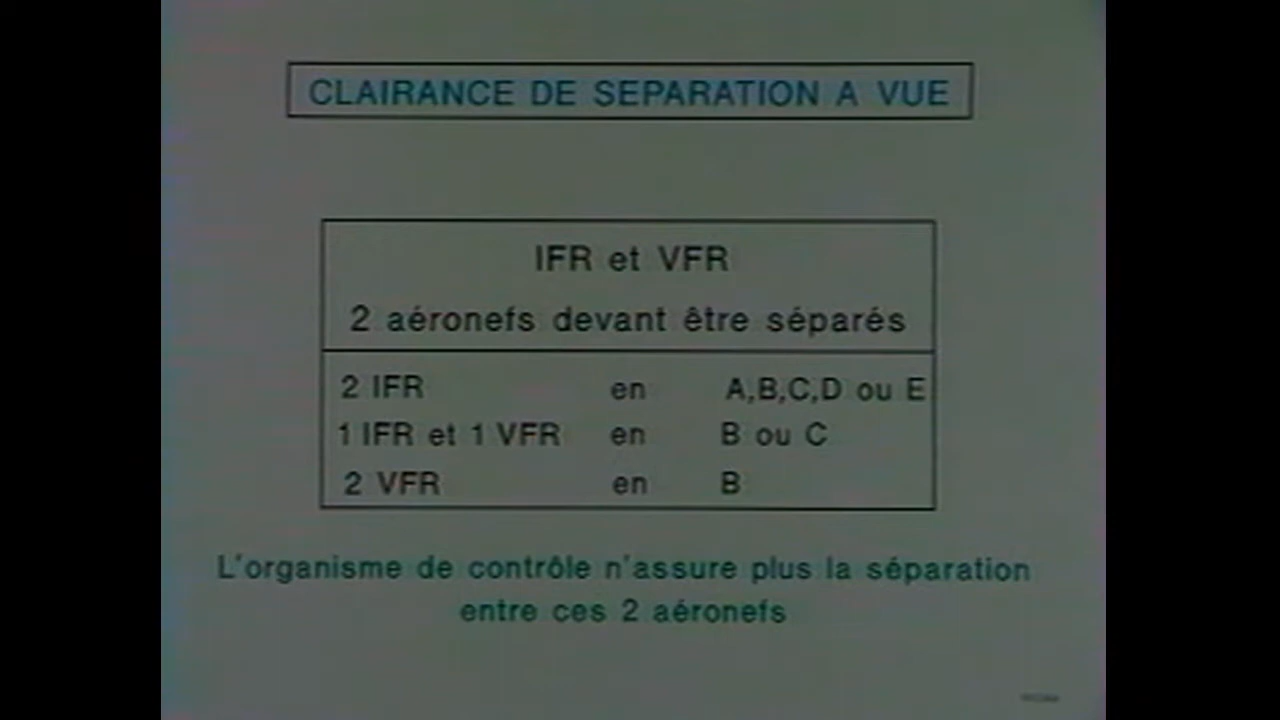 CLAIRANCE DE SEPARATION A VUE
IFR et VFR
2 aéronefs devant être séparés
2 IFR en A,B,C,D ou E
1 IFR et 1 VFR en B ou C
2 VFR en B
L'organisme de contrôle n'assure plus la séparation
entre ces 2 aéronefs